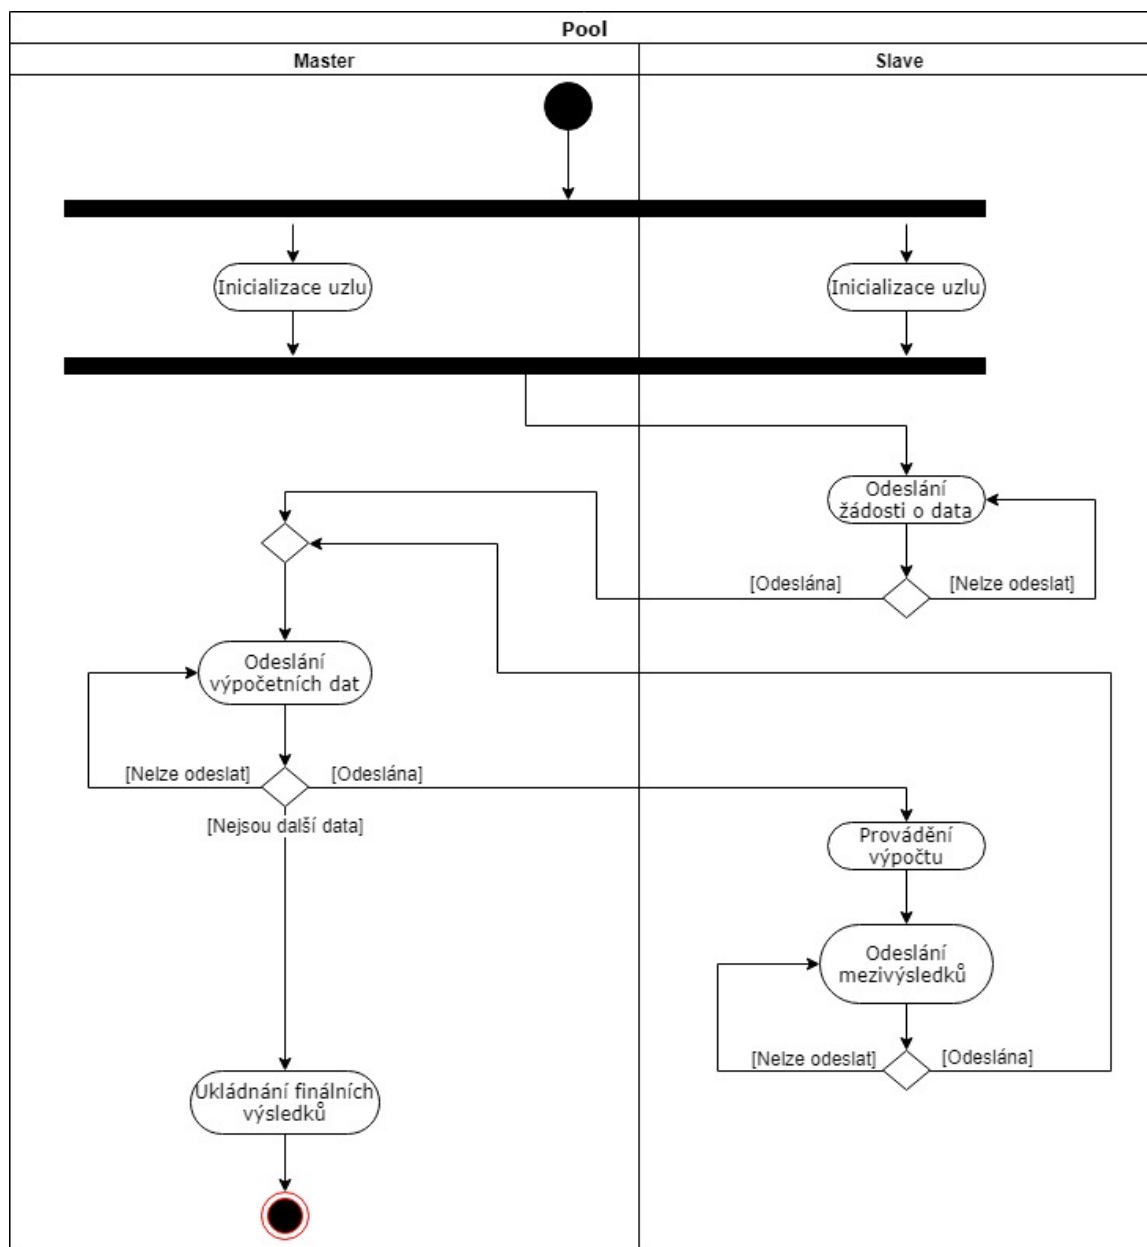 Pool
Master
Slave
Inicializace uzlu
Inicializace uzlu
Odeslání
žádosti o data
[Odeslána]
[Nelze odeslat]
Odeslání
výpočetních dat
[Nelze odeslat]
[Odeslána]
[Nejsou další data]
Provádění
výpočtu
Odeslání
mezivýsledků
[Nelze odeslat]
[Odeslána]
Ukládnání finálních
výsledků